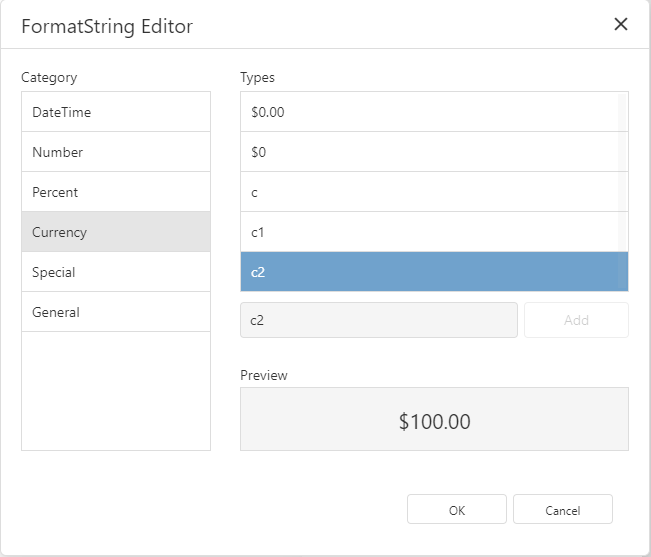 FormatString Editor
Category
DateTime
Number
Percent
Currency
Special
General
Types
$0.00
$0
c
c1
c2
c2
Add
Preview
$100.00
OK
Cancel